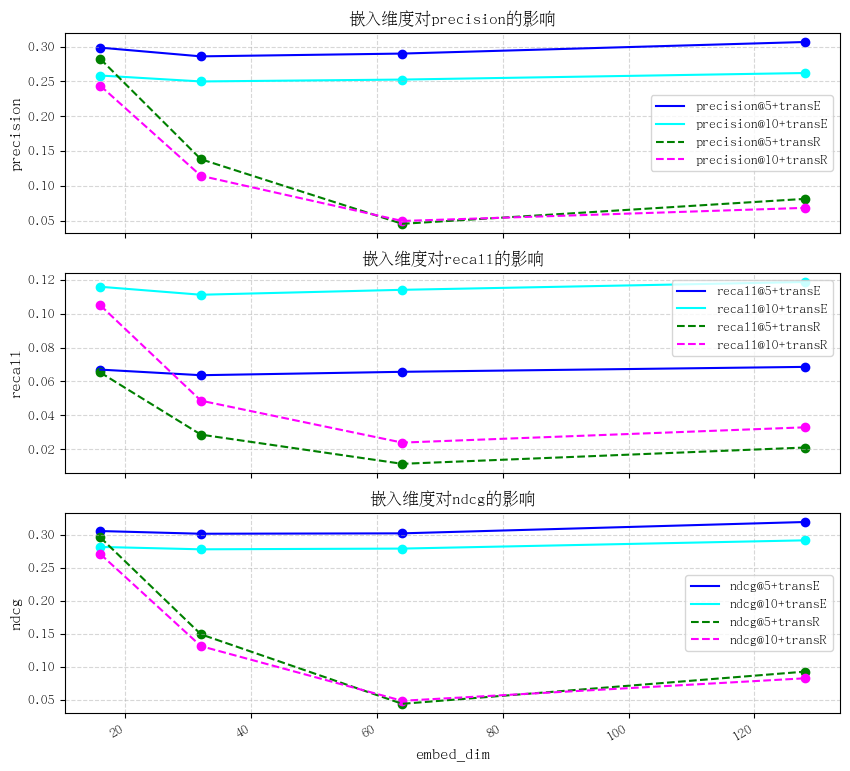 嵌入维度对precision的影响
0.30
0.25
0.20
0.15
0.10
0.05
precision
precision@5+transE
precision@10+transE
precision@5+transR
precision@10+transR
嵌入维度对recall的影响
0.12
0.10
0.08
0.06
0.04
0.02
recall
recall@5+transE
recall@10+transE
recall@5+transR
recall@10+transR
嵌入维度对ndcg的影响
0.30
0.25
0.20
0.15
0.10
0.05
ndcg
ndcg@5+transE
ndcg@10+transE
ndcg@5+transR
ndcg@10+transR
20 40 60 80 100 120
embed_dim